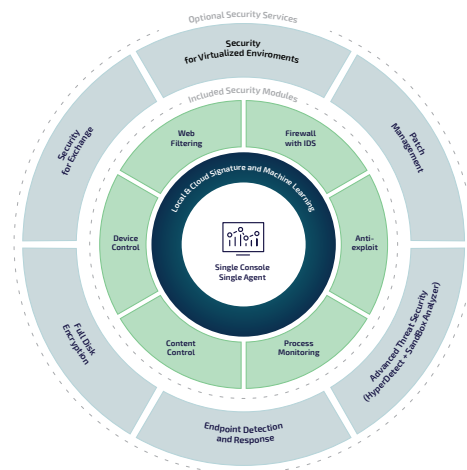 Optional Security Services
Security
for Virtualized Enviroments
Patch
Management
Advanced Threat Security
(HyperDetect + SandBox Analyzer)
Endpoint Detection
and Response
Full Disk
Encryption
Security
for Exchange
Included Security Modules
Web
Filtering
Firewall
with IDS
Anti-
exploit
Process
Monitoring
Content
Control
Device
Control
Local & Cloud Signature and Machine Learning
Single Console
Single Agent